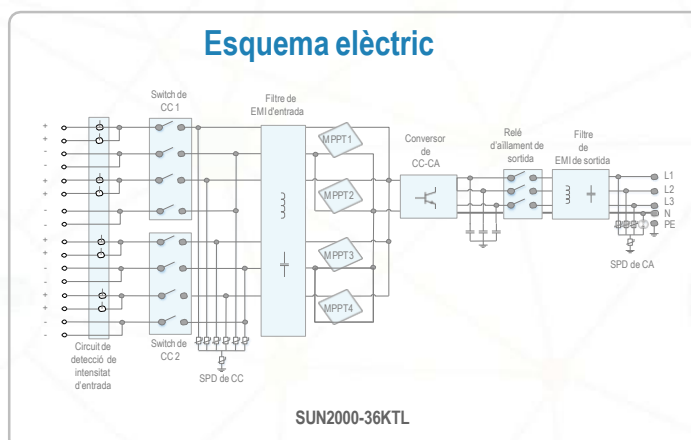 Esquema elèctric
Switch de
CC 1
Filtre de
EMI d'entrada
MPPT1
MPPT2
MPPT3
MPPT4
Conversor
de
CC-CA
Relé
d'aïllament de
sortida
Filtre
de
EMI de sortida
L1
L2
L3
N
PE
+
+
-
-
+
+
-
-
+
+
-
-
+
+
-
-
Circuit de
detecció de
intensitat
d'entrada
Switch de
CC 2
SPD de CC
SPD de CA
SUN2000-36KTL